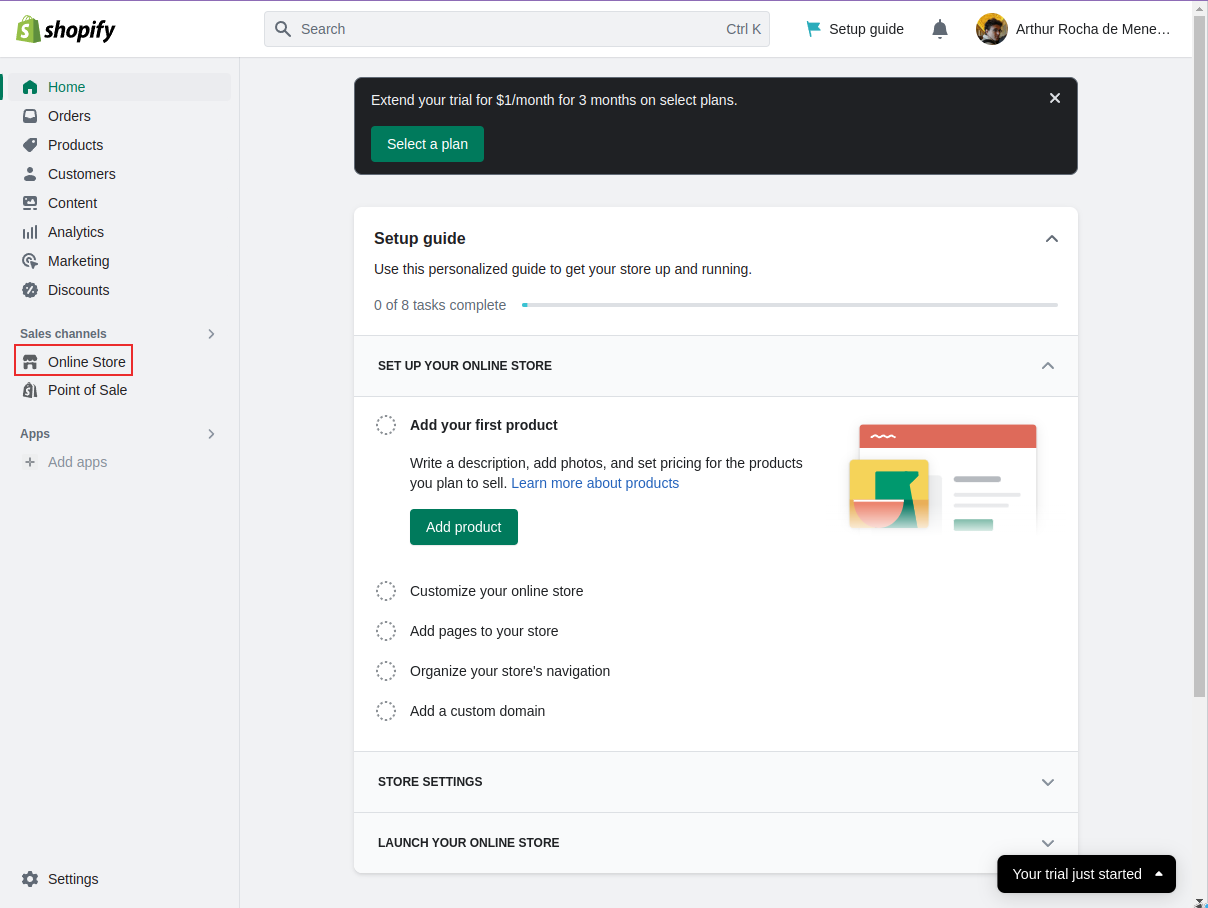 shopify
Search
Ctrl K
Setup guide
Arthur Rocha de Mene…
Home
Orders
Products
Customers
Content
Analytics
Marketing
Discounts
Sales channels
Online Store
Point of Sale
Apps
Add apps
Settings
Extend your trial for $1/month for 3 months on select plans.
Select a plan
Setup guide
Use this personalized guide to get your store up and running.
0 of 8 tasks complete
SET UP YOUR ONLINE STORE
Add your first product
Write a description, add photos, and set pricing for the products
you plan to sell. Learn more about products
Add product
Customize your online store
Add pages to your store
Organize your store's navigation
Add a custom domain
STORE SETTINGS
LAUNCH YOUR ONLINE STORE
Your trial just started